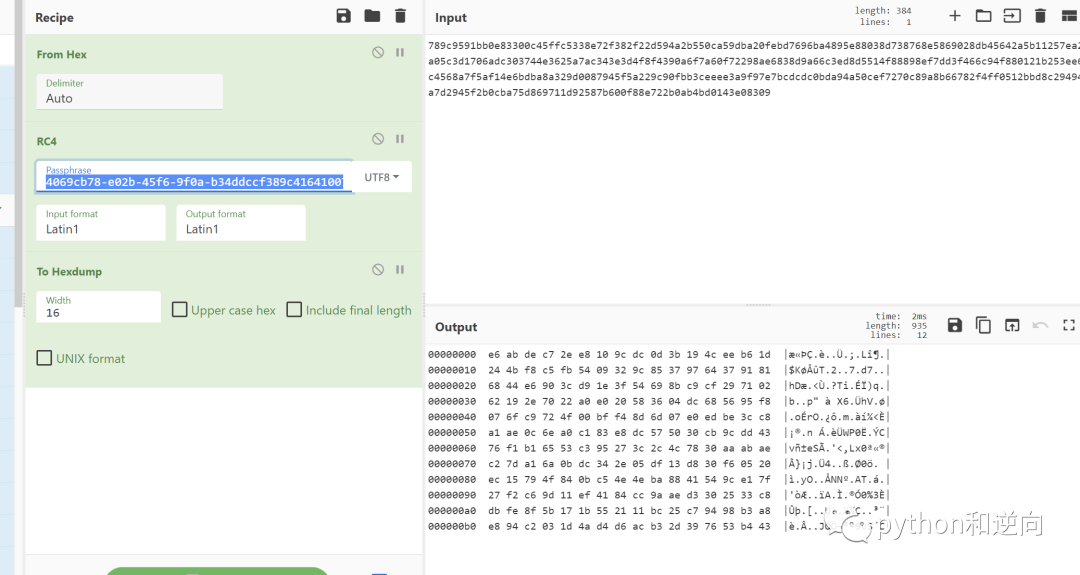 Recipe
From Hex
Delimiter
Auto
RC4
Passphrase
4069cb78-e02b-45f6-9f0a-b34ddccf389c4164100
UTF8
Input format
Latin1
Output format
Latin1
To Hexdump
Width
16
Upper case hex
Include final length
UNIX format
Input
length: 384
lines: 1
789c9591bb0e83300c45ffc5338e72f382f22d594a2b550ca59dba20febd7696ba4895e88038d738768e5869028db45642a5b11257ea2
a05c3d1706adc303744e3625a7ac343e3d4f8f4390a6f7a60f72298ae6838d9a66c3ed8d5514f88898ef7dd3f466c94f880121b253ee6
c4568a7f5af14e6bdba8a329d0087945f5a229c90fbb3ceeee3a9f97e7bcdcdc0bda94a50cef7270c89a8b66782f4ff0512bbd8c29494
a7d2945f2b0cba75d869711d92587b600f88e722b0ab4bd0143e08309
Output
time: 2ms
length: 935
lines: 12
00000000 e6 ab de c7 2e e8 10 9c dc 0d 3b 19 4c ee b6 1d |æ«ÞÇ.è..Ü.;.Lî¶.|
00000010 24 4b f8 c5 fb 54 09 32 9c 85 37 97 64 37 91 81 |$KøÅûT.2..7.d7..|
00000020 68 44 e6 90 3c d9 1e 3f 54 69 8b c9 cf 29 71 02 |hDæ.<Ù.?Ti.ÉÏ)q.|
00000030 62 19 2e 70 22 a0 e0 20 58 36 04 dc 68 56 95 f8 |b..p" à X6.ÜhV.ø|
00000040 07 6f c9 72 4f 00 bf f4 8d 6d 07 e0 ed be 3c c8 |.oÉrO.¿ô.m.àí¾<È|
00000050 a1 ae 0c 6e a0 c1 83 e8 dc 57 50 30 cb 9c dd 43 |¡®.n Á.èÜWP0Ë.ÝC|
00000060 76 f1 b1 65 53 c3 95 27 3c 2c 4c 78 30 aa ab ae |vñ±eSÃ.'<,Lx0ª«®|
00000070 c2 7d a1 6a 0b dc 34 2e 05 df 13 d8 30 f6 05 20 |Â}¡j.Ü4..ß.Ø0ö. |
00000080 ec 15 79 4f 84 0b c5 4e 4e ba 88 41 54 9c e1 7f |ì.yO..ÅNNº.AT.á.|
00000090 27 f2 c6 9d 11 ef 41 84 cc 9a ae d3 30 25 33 c8 |'òÆ..ïA.Ì.®Ó0%3È|
000000a0 db fe 8f 5b 17 1b 55 21 11 bc 25 c7 94 98 b3 a8
000000b0 e8 94 c2 03 1d 4a d4 d6 ac b3 2d 39 76 53 b4 43
python和逆向